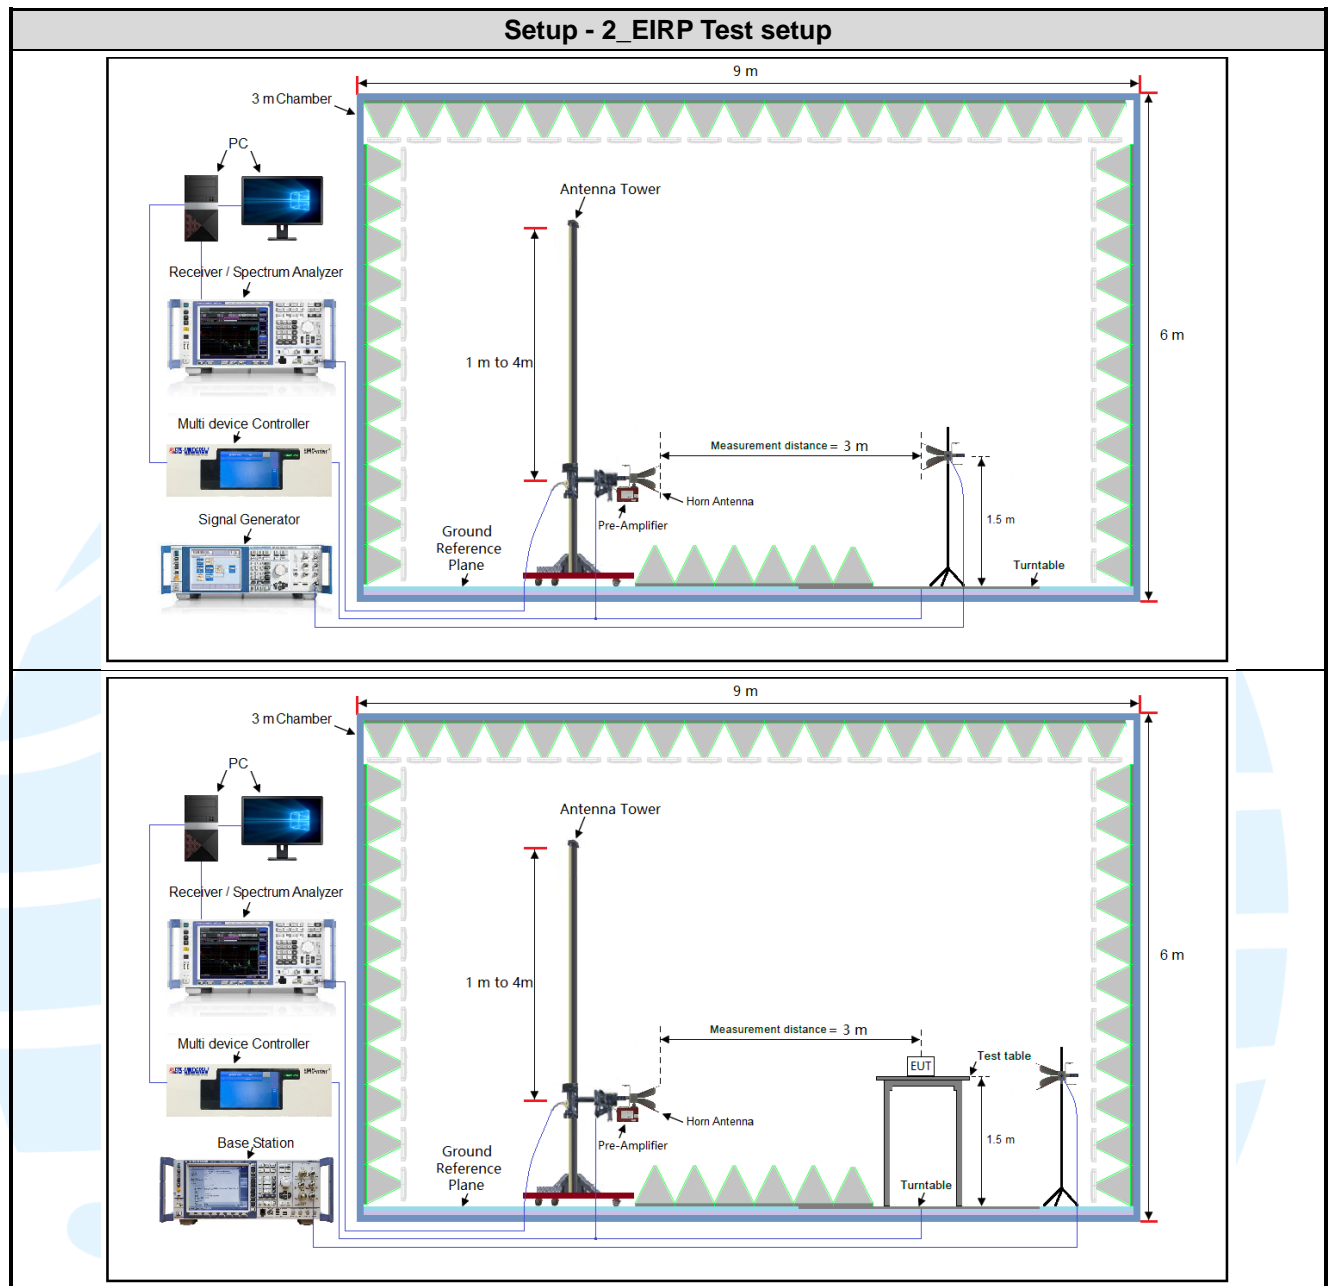 Setup - 2_EIRP Test setup
9 m
3 m Chamber
PC
Antenna Tower
Receiver / Spectrum Analyzer
6 m
1 m to 4m
Multi device Controller
Measurement distance = 3 m
Horn Antenna
Signal Generator
Pre-Amplifier
1.5 m
Ground
Reference
Plane
Turntable
9 m
3 m Chamber
PC
Antenna Tower
Receiver / Spectrum Analyzer
6 m
1 m to 4m
Multi device Controller
Measurement distance = 3 m
EUT
Test table
Horn Antenna
Base Station
Pre-Amplifier
1.5 m
Ground
Reference
Plane
Turntable